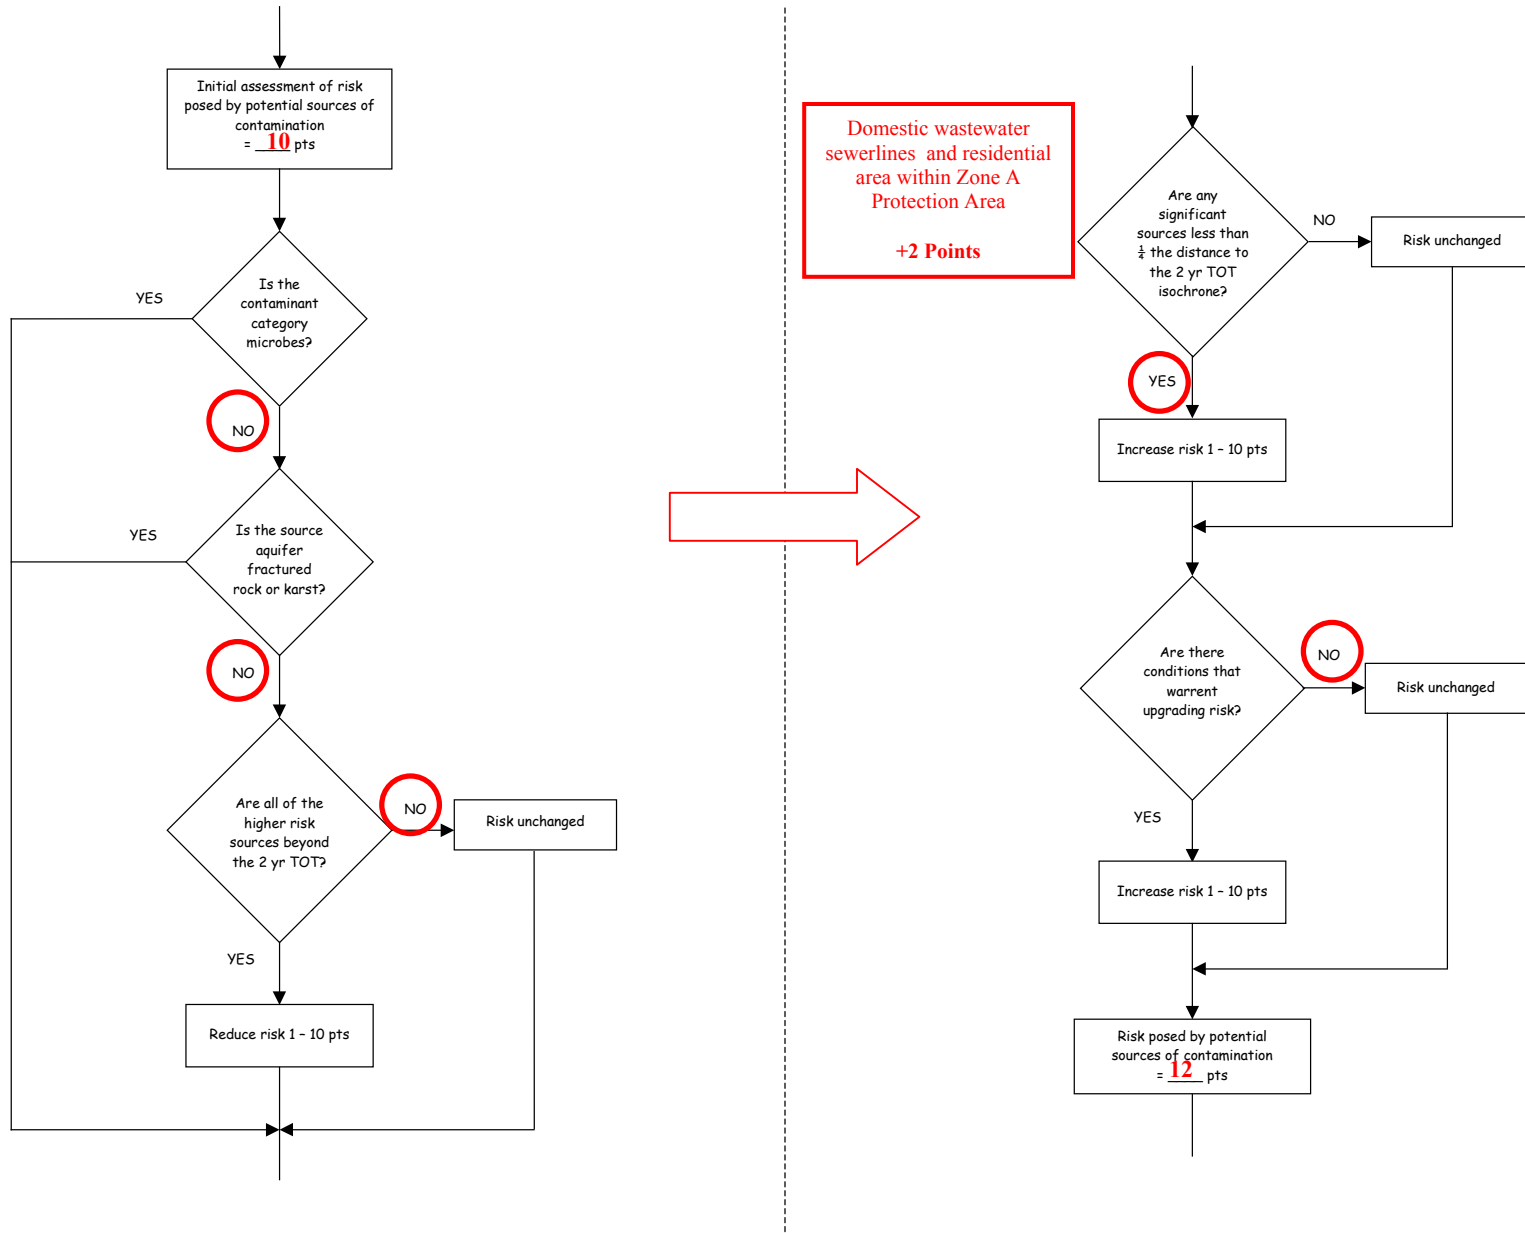 Initial assessment of risk
posed by potential sources of
contamination
= 10 pts
Is the
contaminant
category
microbes?
YES
NO
Is the source
aquifer
fractured
rock or karst?
YES
NO
Are all of the
higher risk
sources beyond
the 2 yr TOT?
NO
Risk unchanged
YES
Reduce risk 1 – 10 pts
Domestic wastewater
sewerlines and residential
area within Zone A
Protection Area
+2 Points
Are any
significant
sources less than
¼ the distance to
the 2 yr TOT
isochrone?
NO
Risk unchanged
YES
Increase risk 1 – 10 pts
Are there
conditions that
warrent
upgrading risk?
NO
Risk unchanged
YES
Increase risk 1 – 10 pts
Risk posed by potential
sources of contamination
= 12 pts